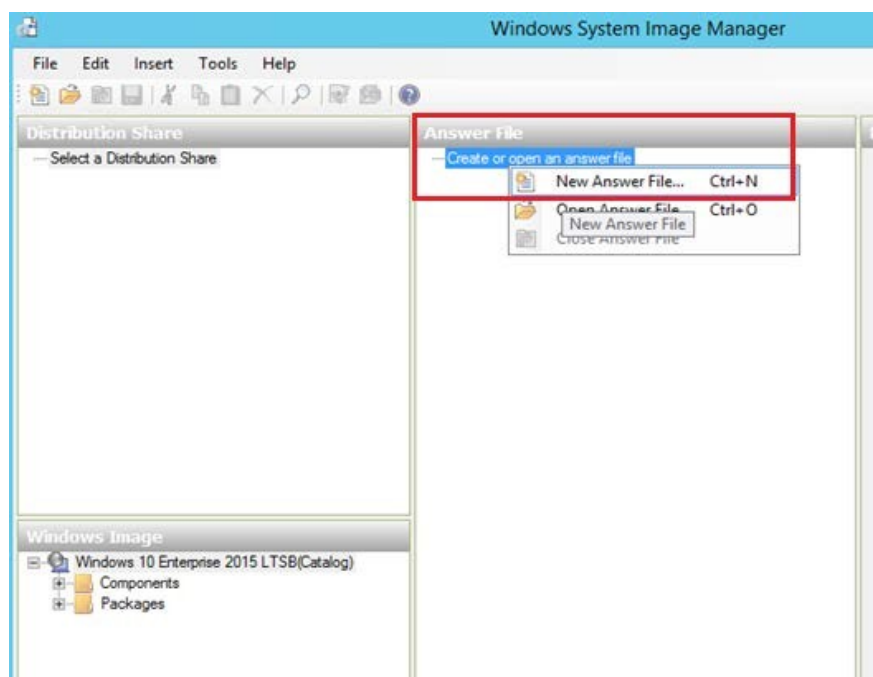 Windows System Image Manager
File Edit Insert Tools Help
Distribution Share
Select a Distribution Share
Answer File
Create or open an answer file
New Answer File... Ctrl+N
Open Answer File Ctrl+O
New Answer File
Close Answer File
Windows Image
Windows 10 Enterprise 2015 LTSB(Catalog)
Components
Packages